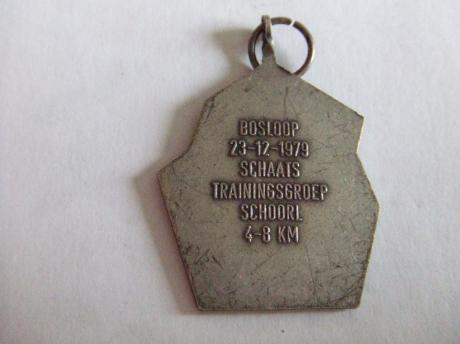 BOSLOOP
23-12-1979
SCHAATS
TRAININGSGROEP
SCHOORL
4-8 KM